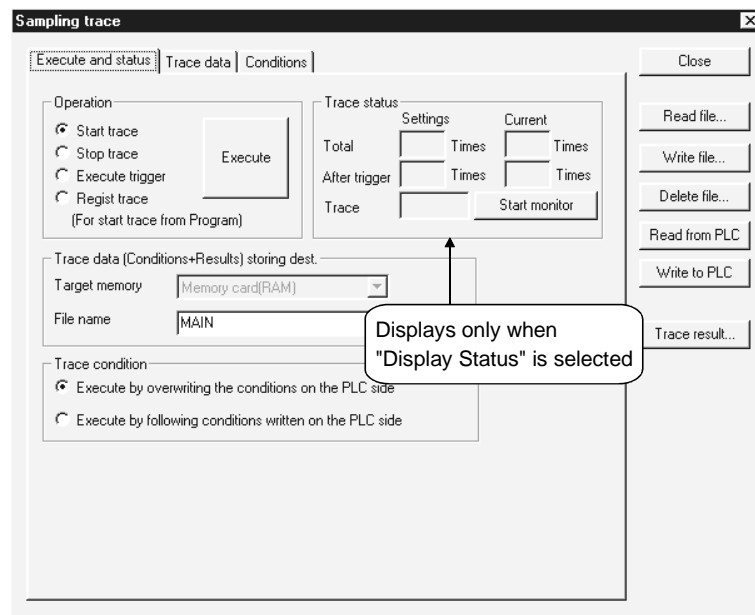 Sampling trace
Execute and status Trace data Conditions
Close
Operation
Start trace
Stop trace
Execute trigger
Regist trace
(For start trace from Program)
Execute
Trace status
Settings Current
Total Times Times
After trigger Times Times
Trace Start monitor
Read file...
Write file...
Delete file...
Read from PLC
Write to PLC
Trace result...
Trace data (Conditions+Results) storing dest.
Target memory Memory card(RAM)
File name MAIN
Displays only when
"Display Status" is selected
Trace condition
Execute by overwriting the conditions on the PLC side
Execute by following conditions written on the PLC side